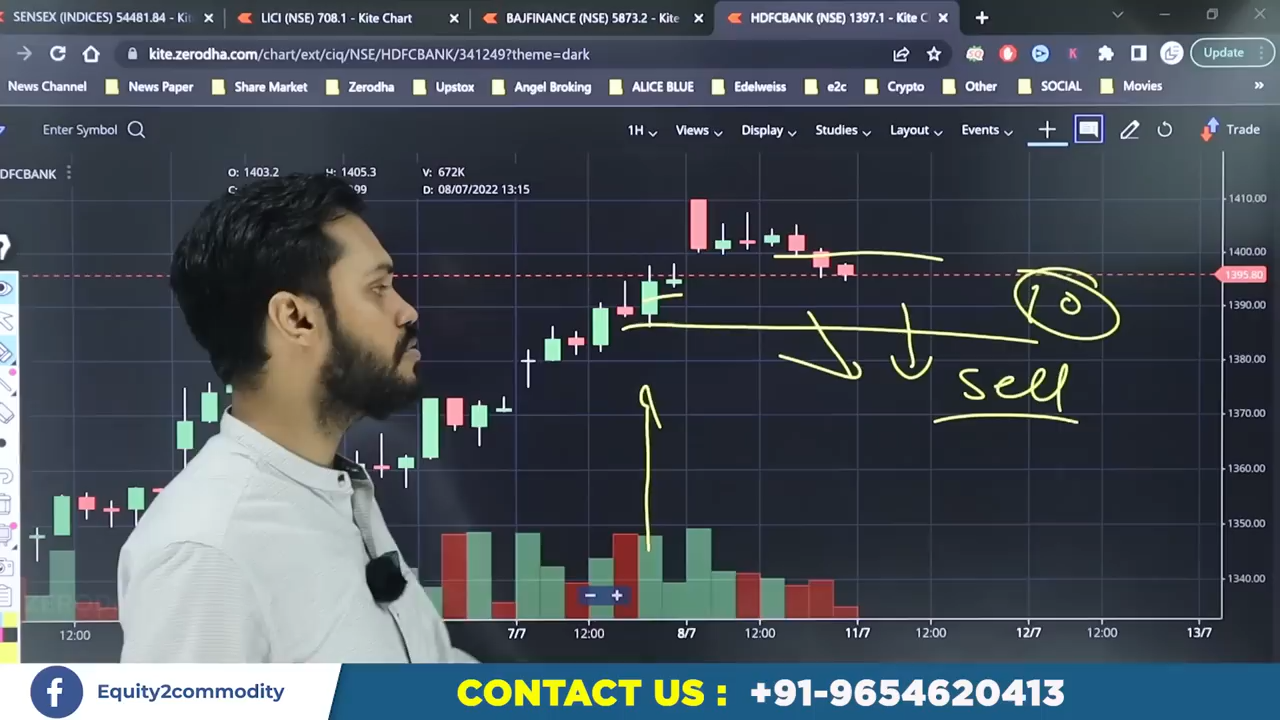 SENSEX (INDICES) 54481.84 - Kit
LICI (NSE) 708.1 - Kite Chart
BAJFINANCE (NSE) 5873.2 - Kite
HDFCBANK (NSE) 1397.1 - Kite C
kite.zerodha.com/chart/ext/ciq/NSE/HDFCBANK/341249?theme=dark
Update
News Channel
News Paper
Share Market
Zerodha
Upstox
Angel Broking
ALICE BLUE
Edelweiss
e2c
Crypto
Other
SOCIAL
Movies
Enter Symbol
1H
Views
Display
Studies
Layout
Events
Trade
DFCBANK
O: 1403.2
H: 1405.3
V: 672K
C:
99
D: 08/07/2022 13:15
1410.00
1400.00
1395.80
1390.00
1380.00
1370.00
1360.00
1350.00
1340.00
10
sell
ZEROD
12:00
7/7
12:00
8/7
12:00
11/7
12:00
12/7
12:00
13/7
Equity2commodity
CONTACT US : +91-9654620413